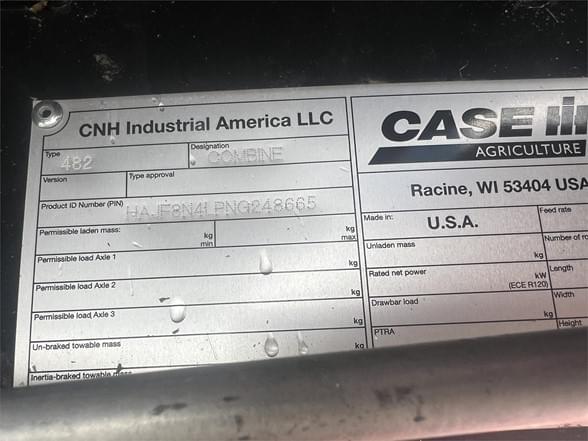 CNH Industrial America LLC
CASE IH
AGRICULTURE
Racine, WI 53404 USA
Type
482
Designation
COMBINE
Version
Type approval
Product ID Number (PIN)
Made in:
U.S.A.
Feed rate
Permissible laden mass:
kg
min
kg
max
Unladen mass
kg
Number of
Permissible load Axle 1
kg
Rated net power
kW
(ECE R120)
Length
Permissible load Axle 2
kg
Drawbar load
kg
Width
Permissible load Axle 3
kg
PTRA
Height
Un-braked towable mass
kg
Inertia-braked towable mass